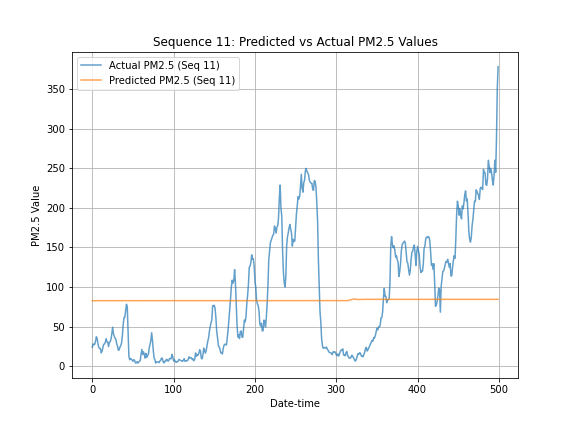 Sequence 11: Predicted vs Actual PM2.5 Values
Actual PM2.5 (Seq 11)
Predicted PM2.5 (Seq 11)
PM2.5 Value
350
300
250
200
150
100
50
0
0 100 200 300 400 500
Date-time